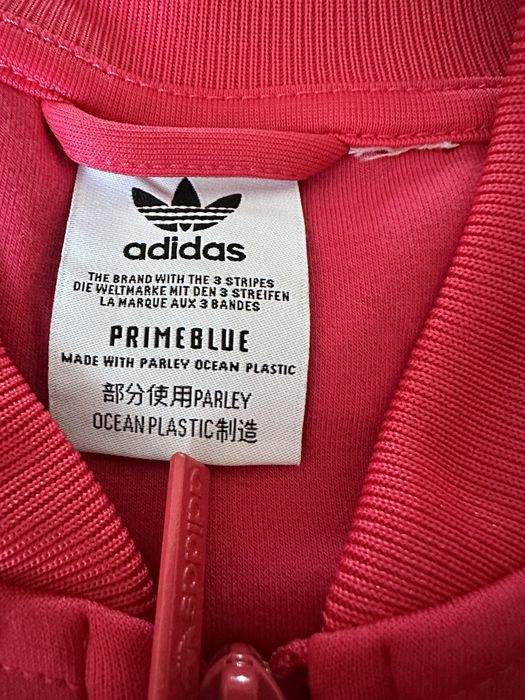 adidas
THE BRAND WITH THE 3 STRIPES
DIE WELTMARKE MIT DEN 3 STREIFEN
LA MARQUE AUX 3 BANDES
PRIMEBLUE
MADE WITH PARLEY OCEAN PLASTIC
部分使用PARLEY
OCEAN PLASTIC制造
adidas